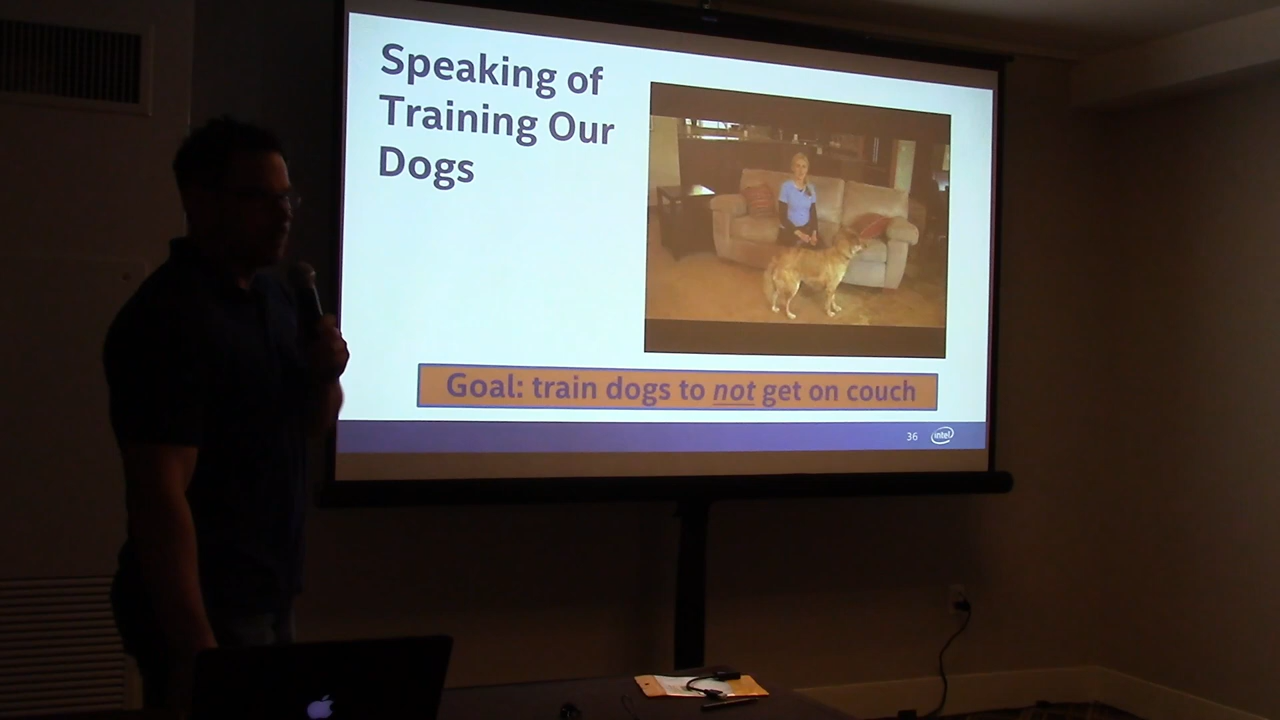 Speaking of
Training Our
Dogs
Goal: train dogs to not get on couch
36
intel